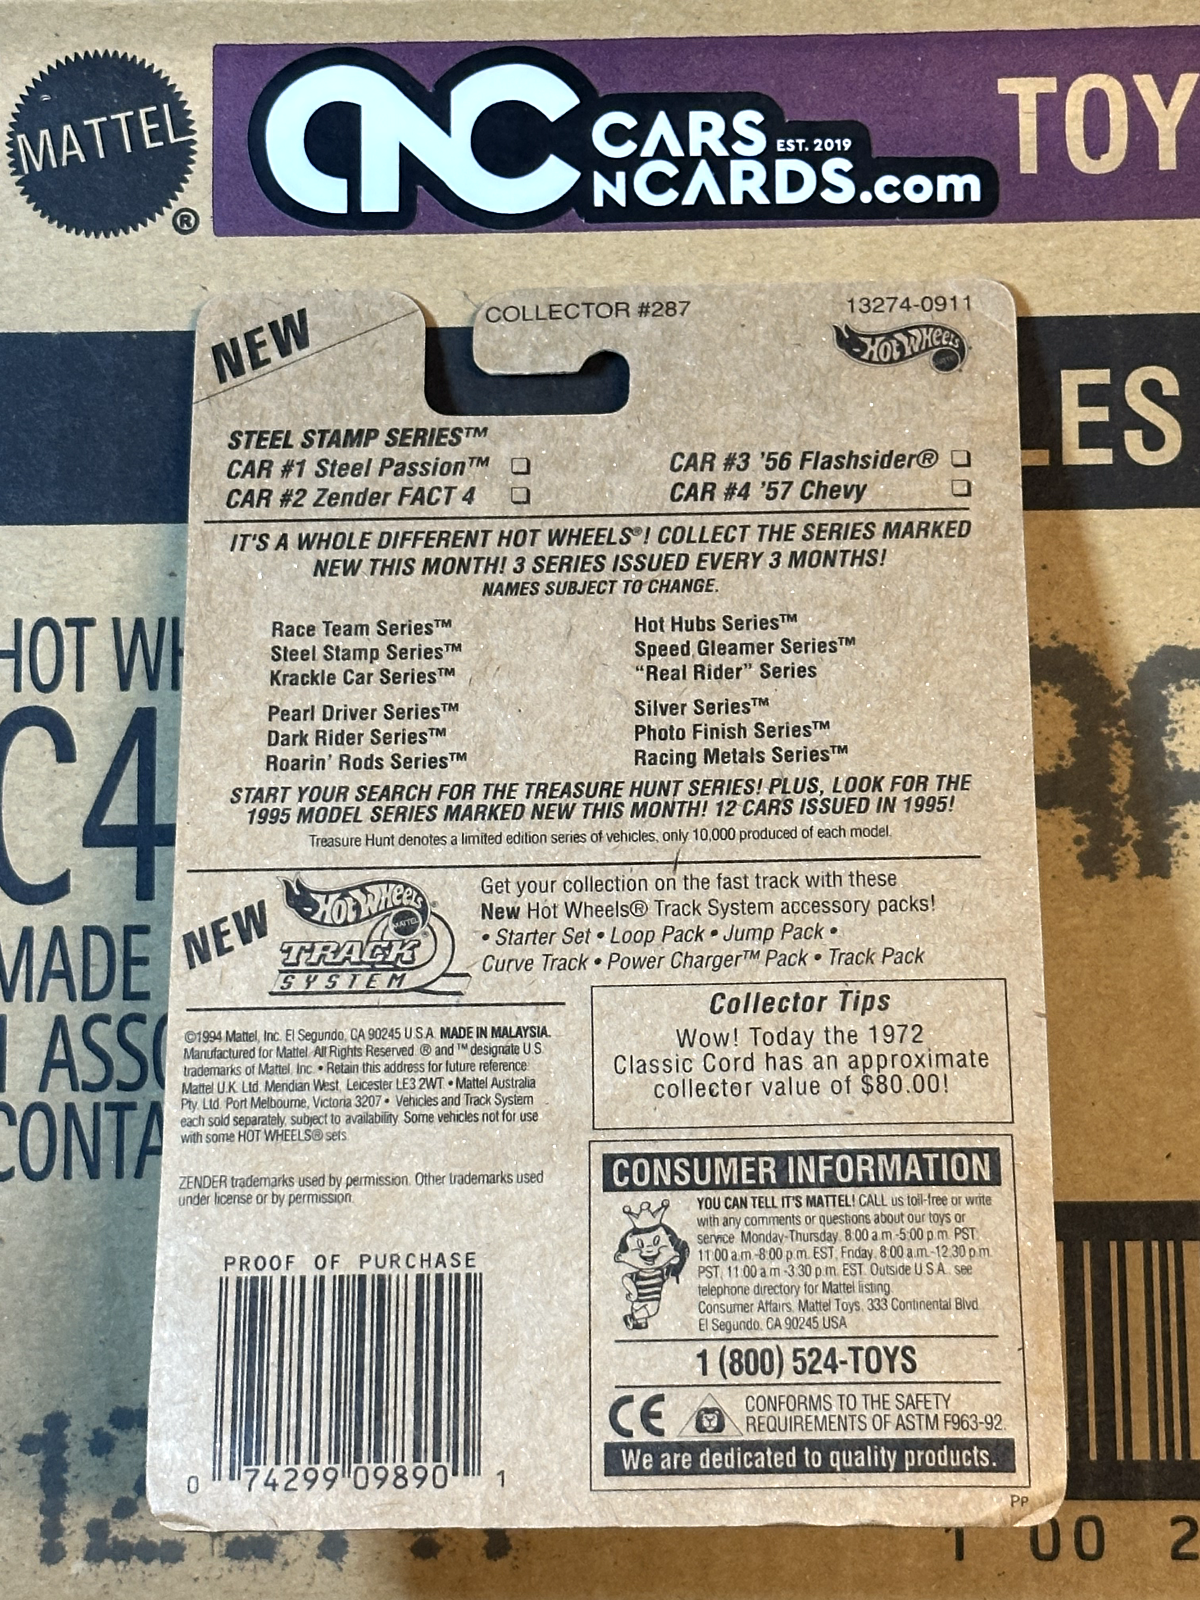 MATTEL
®
CNC CARS
EST. 2019
NCARDS.com
TOY
LES
HOT WH
C4
MADE
ASSO
CONTA
NEW
COLLECTOR #287
13274-0911
HOT WHEELS
STEEL STAMP SERIES™
CAR #1 Steel Passion™ ❑
CAR #2 Zender FACT 4 ❑
CAR #3 '56 Flashsider® ❑
CAR #4 '57 Chevy ❑
IT'S A WHOLE DIFFERENT HOT WHEELS®! COLLECT THE SERIES MARKED
NEW THIS MONTH! 3 SERIES ISSUED EVERY 3 MONTHS!
NAMES SUBJECT TO CHANGE.
Race Team Series™
Steel Stamp Series™
Krackle Car Series™
Pearl Driver Series™
Dark Rider Series™
Roarin' Rods Series™
Hot Hubs Series™
Speed Gleamer Series™
“Real Rider” Series
Silver Series™
Photo Finish Series™
Racing Metals Series™
START YOUR SEARCH FOR THE TREASURE HUNT SERIES! PLUS, LOOK FOR THE
1995 MODEL SERIES MARKED NEW THIS MONTH! 12 CARS ISSUED IN 1995!
Treasure Hunt denotes a limited edition series of vehicles, only 10,000 produced of each model.
NEW
HOT WHEELS
MATTEL
TRACK
SYSTEM
Get your collection on the fast track with these
New Hot Wheels® Track System accessory packs!
• Starter Set • Loop Pack • Jump Pack •
Curve Track • Power Charger™ Pack • Track Pack
©1994 Mattel, Inc. El Segundo, CA 90245 U.S.A. MADE IN MALAYSIA.
Manufactured for Mattel. All Rights Reserved. ® and ™ designate U.S.
trademarks of Mattel, Inc. • Retain this address for future reference:
Mattel U.K. Ltd. Meridian West, Leicester LE3 2WT. • Mattel Australia
Pty. Ltd. Port Melbourne, Victoria 3207 • Vehicles and Track System
each sold separately, subject to availability. Some vehicles not for use
with some HOT WHEELS® sets.
ZENDER trademarks used by permission. Other trademarks used
under license or by permission.
Collector Tips
Wow! Today the 1972
Classic Cord has an approximate
collector value of $80.00!
CONSUMER INFORMATION
YOU CAN TELL IT'S MATTEL! CALL us toll-free or write
with any comments or questions about our toys or
service. Monday-Thursday, 8:00 a.m.-5:00 p.m. PST,
11:00 a.m.-8:00 p.m. EST, Friday, 8:00 a.m.-12:30 p.m.
PST, 11:00 a.m.-3:30 p.m. EST. Outside U.S.A., see
telephone directory for Mattel listing.
Consumer Affairs, Mattel Toys, 333 Continental Blvd.
El Segundo, CA 90245 USA
1 (800) 524-TOYS
CE
CONFORMS TO THE SAFETY
REQUIREMENTS OF ASTM F963-92.
We are dedicated to quality products.
PROOF OF PURCHASE
0 74299 09890 1
PP
1 00 2